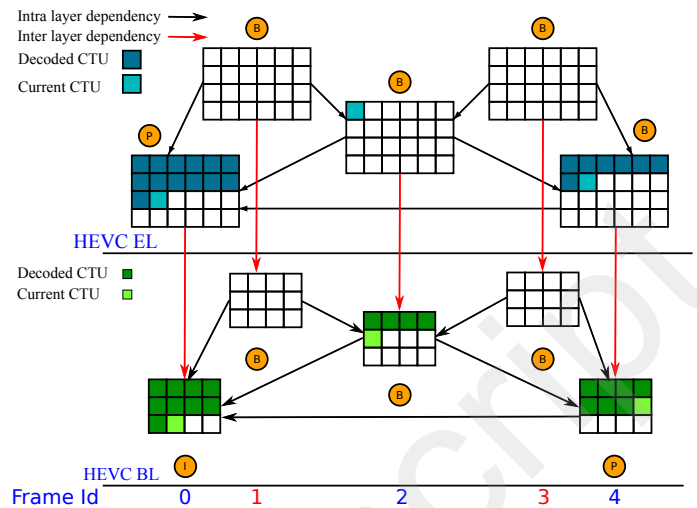 Intra layer dependency
Inter layer dependency
Decoded CTU
Current CTU
B
B
B
P
B
HEVC EL
Decoded CTU
Current CTU
B
B
B
I
P
HEVC BL
Frame Id 0 1 2 3 4
script